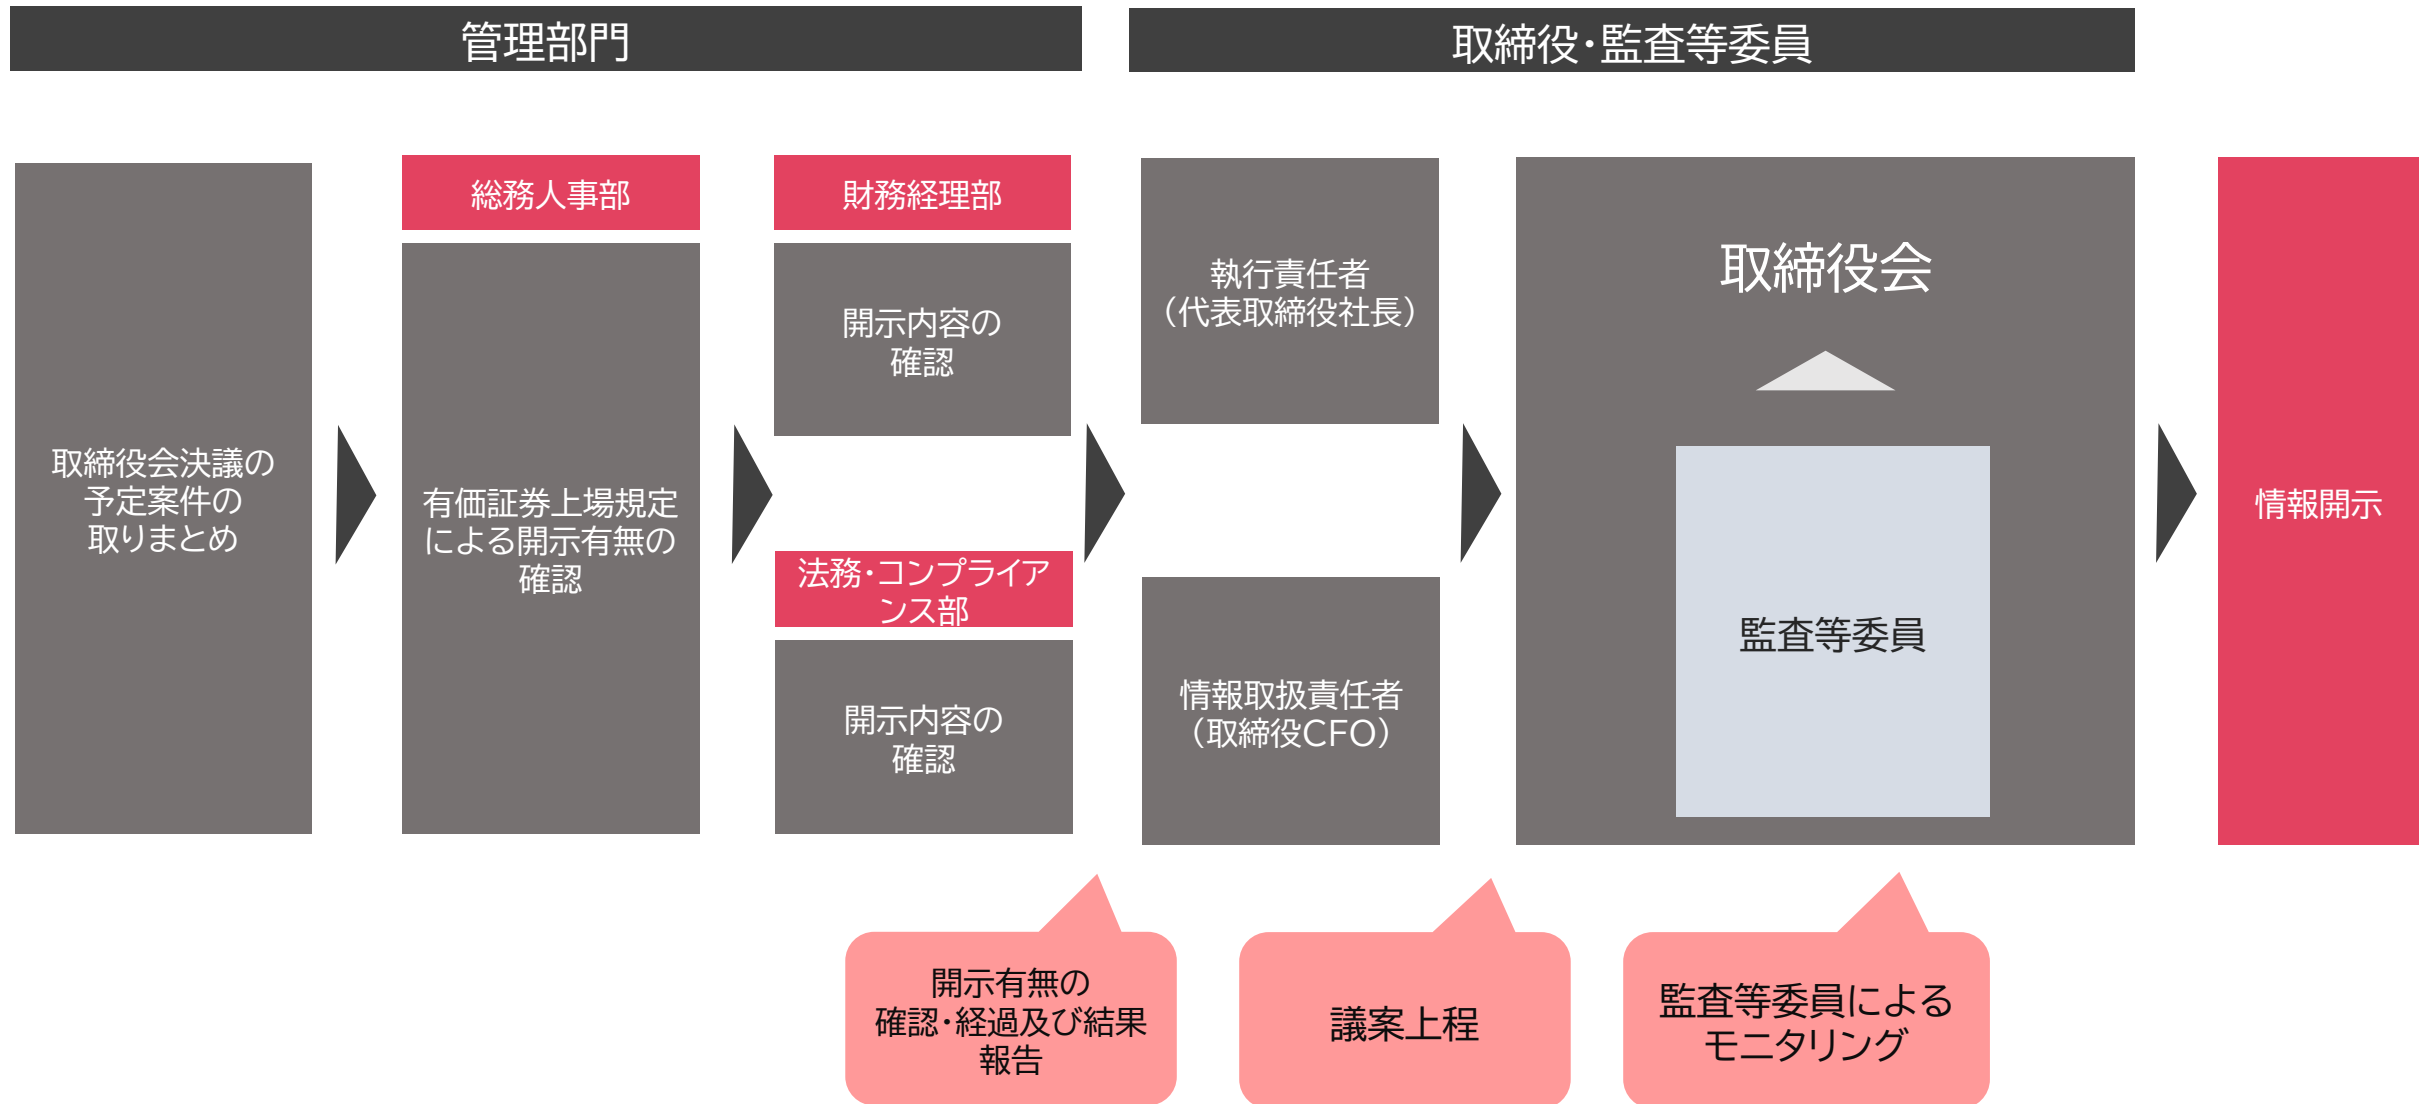 管理部門
取締役・監査等委員
取締役会決議の
予定案件の
取りまとめ
総務人事部
有価証券上場規定
による開示有無の
確認
財務経理部
開示内容の
確認
法務・コンプライア
ンス部
開示内容の
確認
執行責任者
（代表取締役社長）
情報取扱責任者
（取締役CFO）
取締役会
監査等委員
情報開示
開示有無の
確認・経過及び結果
報告
議案上程
監査等委員による
モニタリング